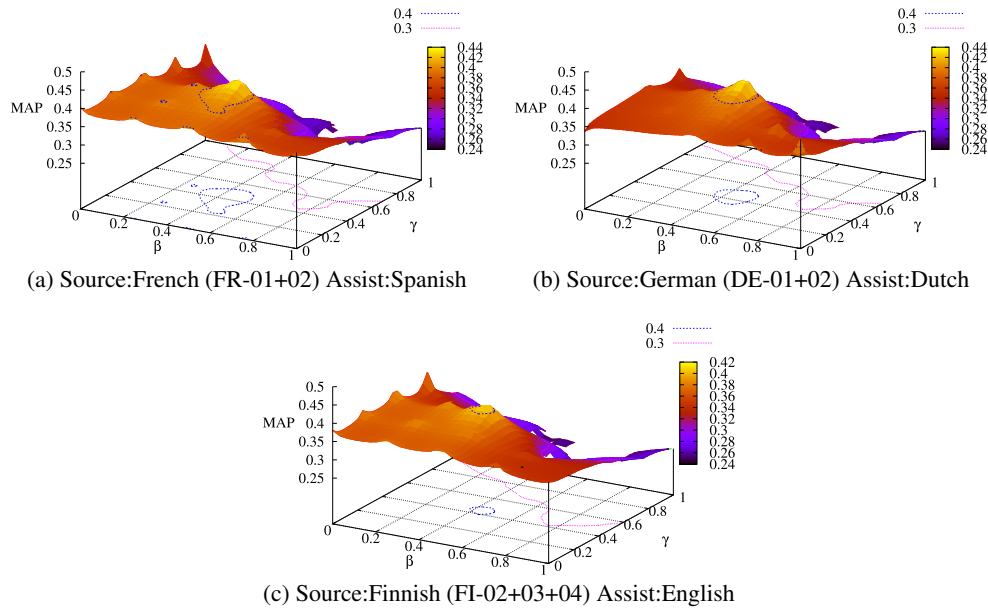 0.4
0.3
0.5
0.45
MAP 0.4
0.35
0.3
0.25
0 0.2 0.4 0.6 0.8 1
β
0 0.2 0.4 0.6 0.8 1
γ
0.44
0.42
0.4
0.38
0.36
0.34
0.32
0.3
0.28
0.26
0.24
(a) Source:French (FR-01+02) Assist:Spanish
0.4
0.3
0.5
0.45
MAP 0.4
0.35
0.3
0.25
0 0.2 0.4 0.6 0.8 1
β
0 0.2 0.4 0.6 0.8 1
γ
0.44
0.42
0.4
0.38
0.36
0.34
0.32
0.3
0.28
0.26
0.24
(b) Source:German (DE-01+02) Assist:Dutch
0.4
0.3
0.5
0.45
MAP 0.4
0.35
0.3
0.25
0 0.2 0.4 0.6 0.8 1
β
0 0.2 0.4 0.6 0.8 1
γ
0.42
0.4
0.38
0.36
0.34
0.32
0.3
0.28
0.26
0.24
(c) Source:Finnish (FI-02+03+04) Assist:English